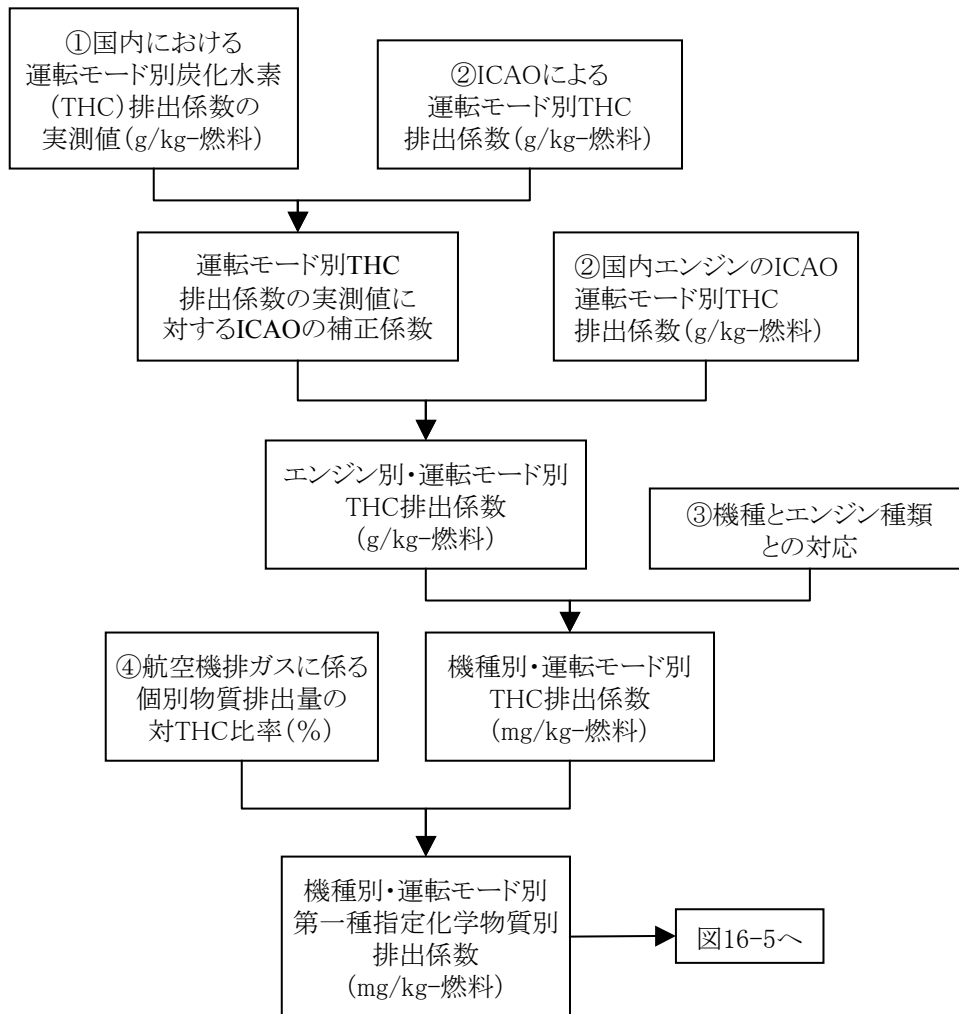 ①国内における
運転モード別炭化水素
(THC)排出係数の
実測値(g/kg-燃料)
②ICAOによる
運転モード別THC
排出係数(g/kg-燃料)
運転モード別THC
排出係数の実測値に
対するICAOの補正係数
②国内エンジンのICAO
運転モード別THC
排出係数(g/kg-燃料)
エンジン別・運転モード別
THC排出係数
(g/kg-燃料)
③機種とエンジン種類
との対応
④航空機排ガスに係る
個別物質排出量の
対THC比率(%)
機種別・運転モード別
THC排出係数
(mg/kg-燃料)
機種別・運転モード別
第一種指定化学物質別
排出係数
(mg/kg-燃料)
図16-5へ